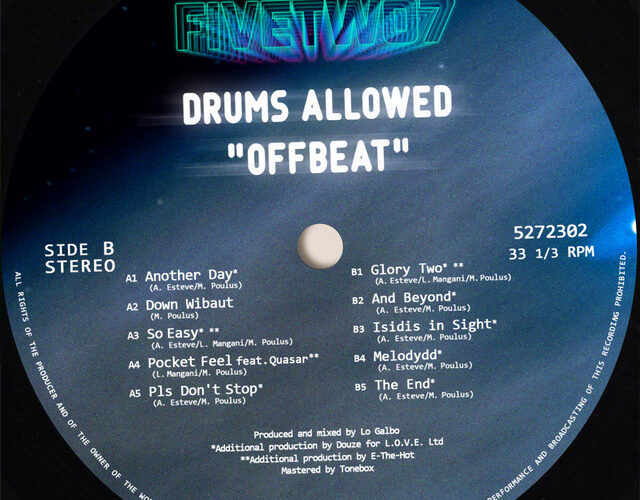 FIVETWO7
DRUMS ALLOWED
"OFFBEAT"
SIDE B
STEREO
5272302
33 1/3 RPM
A1 Another Day*
(A. Esteve/M. Poulus)
A2 Down Wibaut
(M. Poulus)
A3 So Easy* **
(A. Esteve/L. Mangani/M. Poulus)
A4 Pocket Feel feat. Quasar**
(L. Mangani/M. Poulus)
A5 Pls Don't Stop*
(A. Esteve/M. Poulus)
B1 Glory Two* **
(A. Esteve/L. Mangani/M. Poulus)
B2 And Beyond*
(A. Esteve/M. Poulus)
B3 Isidis in Sight*
(A. Esteve/M. Poulus)
B4 Melodydd*
(A. Esteve/M. Poulus)
B5 The End*
(A. Esteve/M. Poulus)
Produced and mixed by Lo Galbo
*Additional production by Douze for L.O.V.E. Ltd
**Additional production by E-The-Hot
Mastered by Tonebox
ALL RIGHTS OF THE PRODUCER AND OF THE OWNER OF THE WO
PERFORMANCE AND BROADCASTING OF THIS RECORDING PROHIBITED.